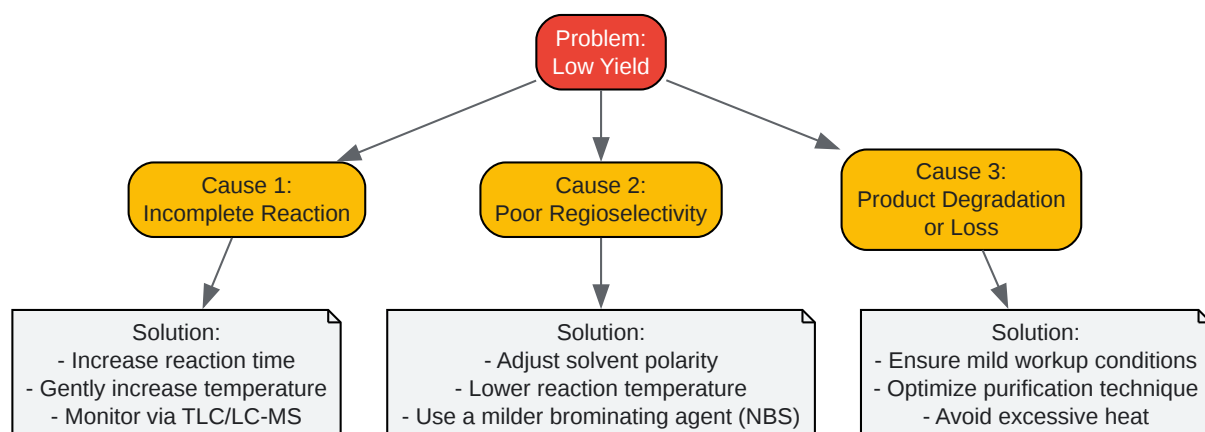 Problem:
Low Yield
Cause 1:
Incomplete Reaction
Cause 2:
Poor Regioselectivity
Cause 3:
Product Degradation
or Loss
Solution:
- Increase reaction time
- Gently increase temperature
- Monitor via TLC/LC-MS
Solution:
- Adjust solvent polarity
- Lower reaction temperature
- Use a milder brominating agent (NBS)
Solution:
- Ensure mild workup conditions
- Optimize purification technique
- Avoid excessive heat